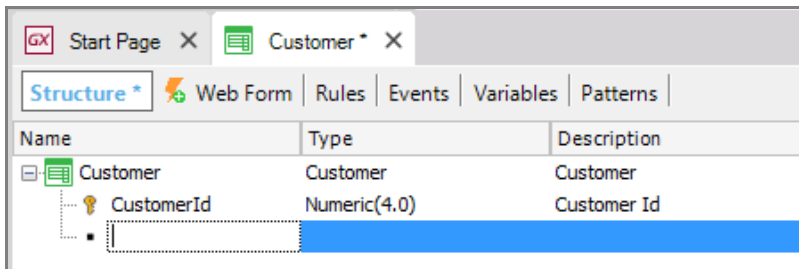 GX Start Page Customer *
Structure * Web Form Rules Events Variables Patterns
Name Type Description
Customer Customer Customer
CustomerId Numeric(4.0) Customer Id